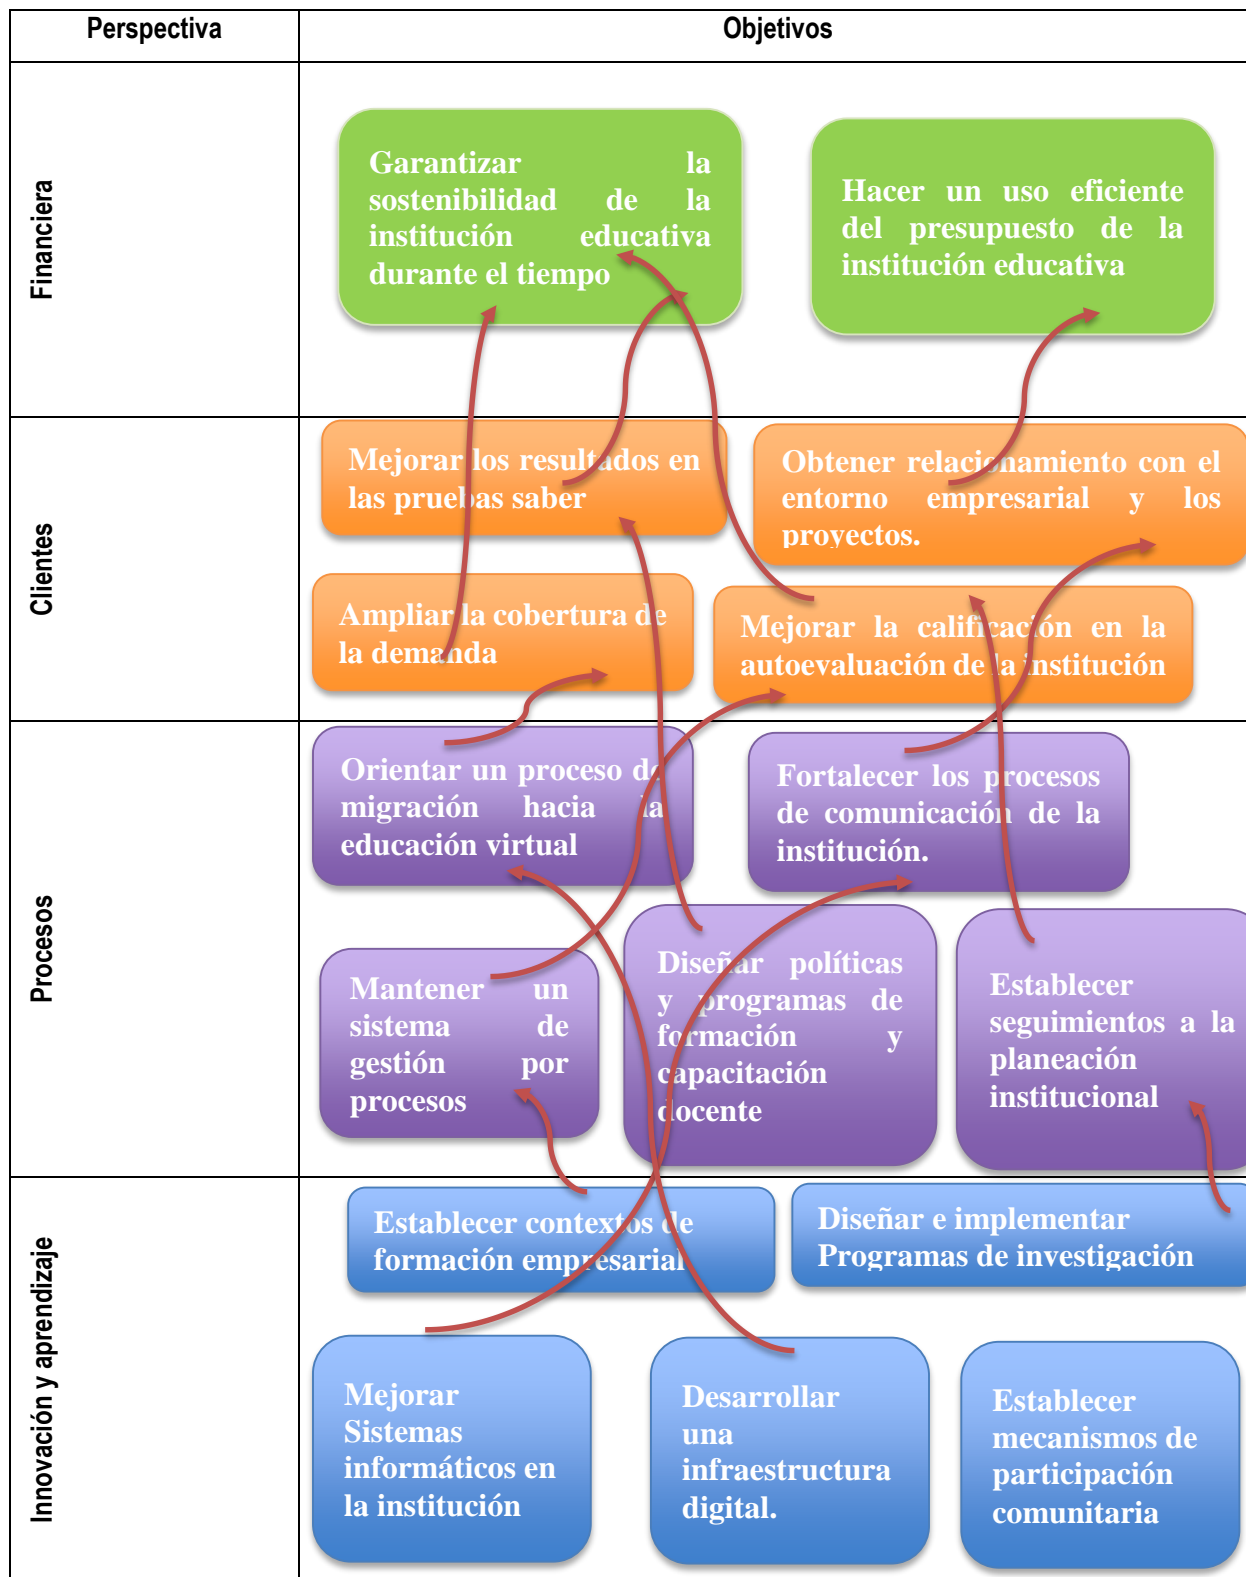 Perspectiva
Objetivos
Financiera
Garantizar la
sostenibilidad de la
institución educativa
durante el tiempo
Hacer un uso eficiente
del presupuesto de la
institución educativa
Clientes
Mejorar los resultados en
las pruebas saber
Obtener relacionamiento con el
entorno empresarial y los
proyectos.
Ampliar la cobertura de
la demanda
Mejorar la calificación en la
autoevaluación de la institución
Procesos
Orientar un proceso de
migración hacia la
educación virtual
Fortalecer los procesos
de comunicación de la
institución.
Mantener un
sistema de
gestión por
procesos
Diseñar políticas
y programas de
formación y
capacitación
docente
Establecer
seguimientos a la
planeación
institucional
Innovación y aprendizaje
Establecer contextos de
formación empresarial
Diseñar e implementar
Programas de investigación
Mejorar
Sistemas
informáticos en
la institución
Desarrollar
una
infraestructura
digital.
Establecer
mecanismos de
participación
comunitaria